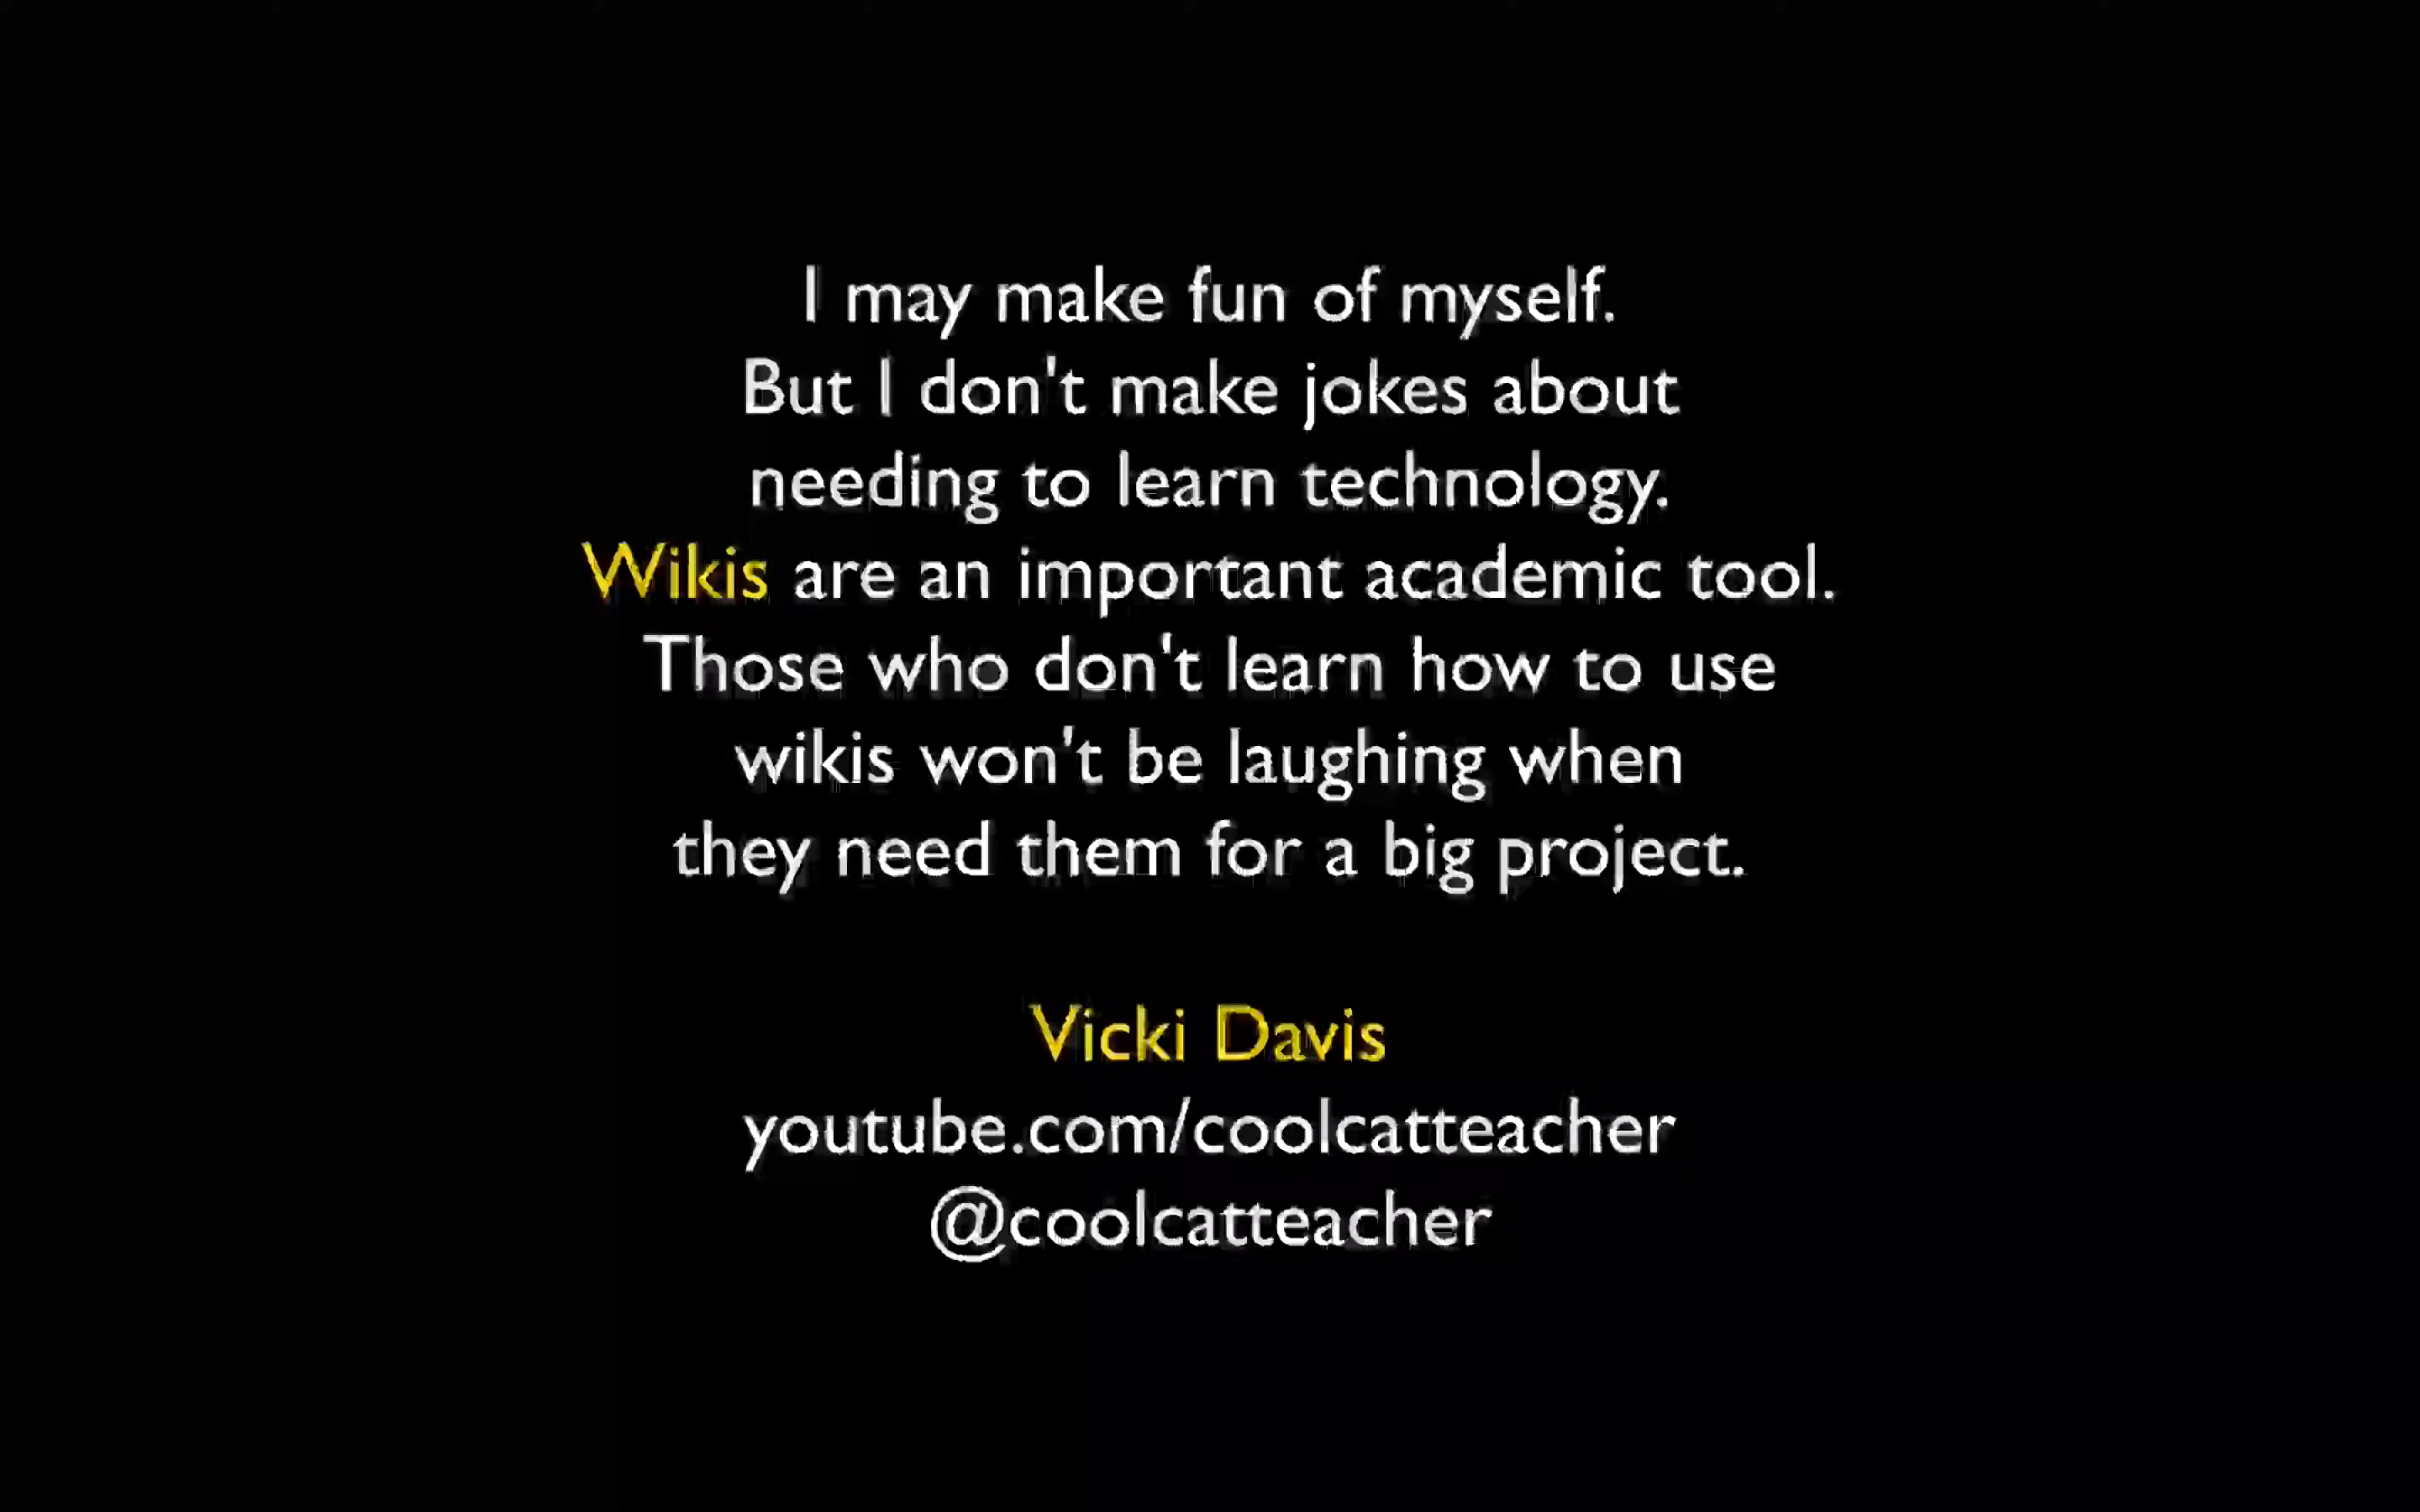 I may make fun of myself.
But I don't make jokes about
needing to learn technology.
Wikis are an important academic tool.
Those who don't learn how to use
wikis won't be laughing when
they need them for a big project.
Vicki Davis
youtube.com/coolcatteacher
@coolcatteacher